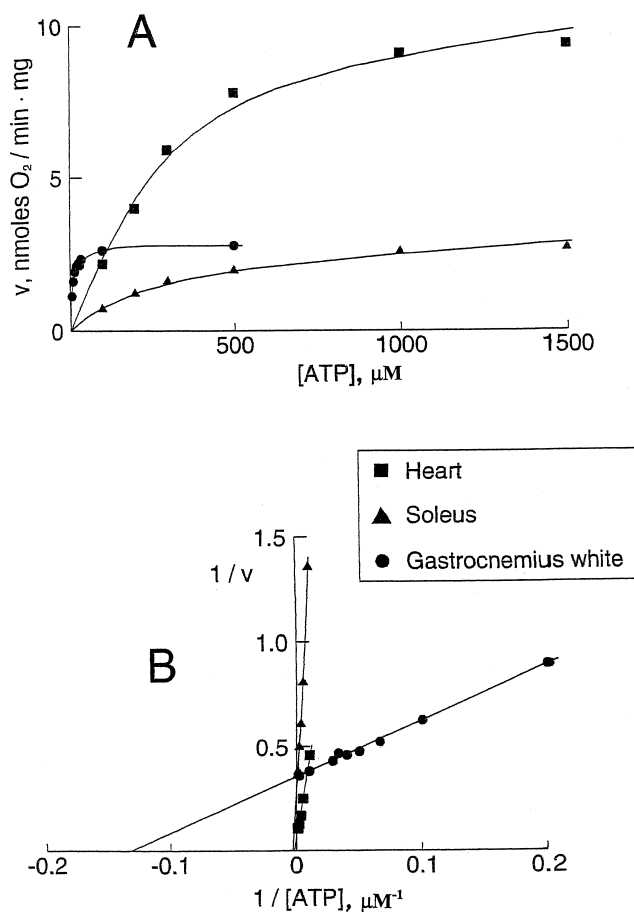 A
10
5
0
v, nmoles O₂ / min · mg
500
1000
1500
[ATP], μM
■ Heart
▲ Soleus
● Gastrocnemius white
B
1 / v
1.5
1.0
0.5
-0.2
-0.1
0
0.1
0.2
1 / [ATP], μM⁻¹